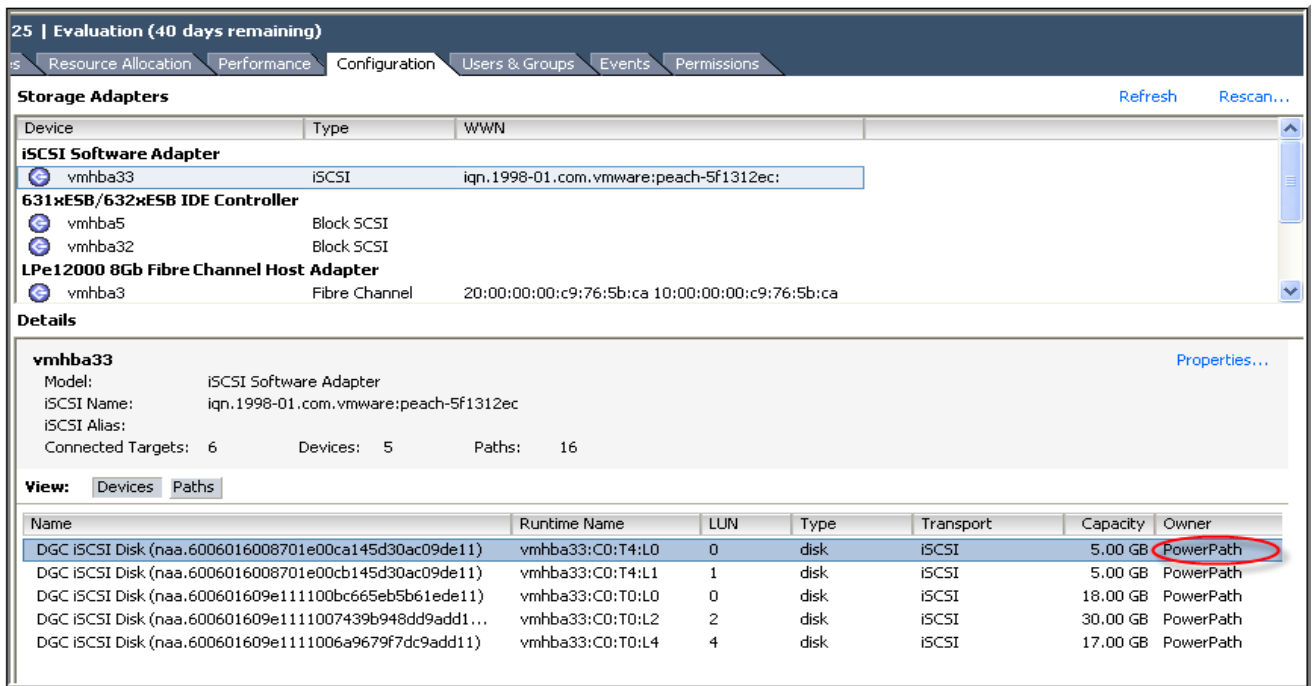 25 | Evaluation (40 days remaining)
es Resource Allocation Performance Configuration Users & Groups Events Permissions
Storage Adapters Refresh Rescan...
Device Type WWN
iSCSI Software Adapter
vmhba33 iSCSI iqn.1998-01.com.vmware:peach-5f1312ec:
631xESB/632xESB IDE Controller
vmhba5 Block SCSI
vmhba32 Block SCSI
LPe12000 8Gb Fibre Channel Host Adapter
vmhba3 Fibre Channel 20:00:00:00:c9:76:5b:ca 10:00:00:00:c9:76:5b:ca
Details
vmhba33 Properties...
Model: iSCSI Software Adapter
iSCSI Name: iqn.1998-01.com.vmware:peach-5f1312ec
iSCSI Alias:
Connected Targets: 6 Devices: 5 Paths: 16
View: Devices Paths
Name Runtime Name LUN Type Transport Capacity Owner
DGC iSCSI Disk (naa.6006016008701e00ca145d30ac09de11) vmhba33:C0:T4:L0 0 disk iSCSI 5.00 GB PowerPath
DGC iSCSI Disk (naa.6006016008701e00cb145d30ac09de11) vmhba33:C0:T4:L1 1 disk iSCSI 5.00 GB PowerPath
DGC iSCSI Disk (naa.600601609e111100bc665eb5b61ede11) vmhba33:C0:T0:L0 0 disk iSCSI 18.00 GB PowerPath
DGC iSCSI Disk (naa.600601609e1111007439b948dd9add1... vmhba33:C0:T0:L2 2 disk iSCSI 30.00 GB PowerPath
DGC iSCSI Disk (naa.600601609e1111006a9679f7dc9add11) vmhba33:C0:T0:L4 4 disk iSCSI 17.00 GB PowerPath